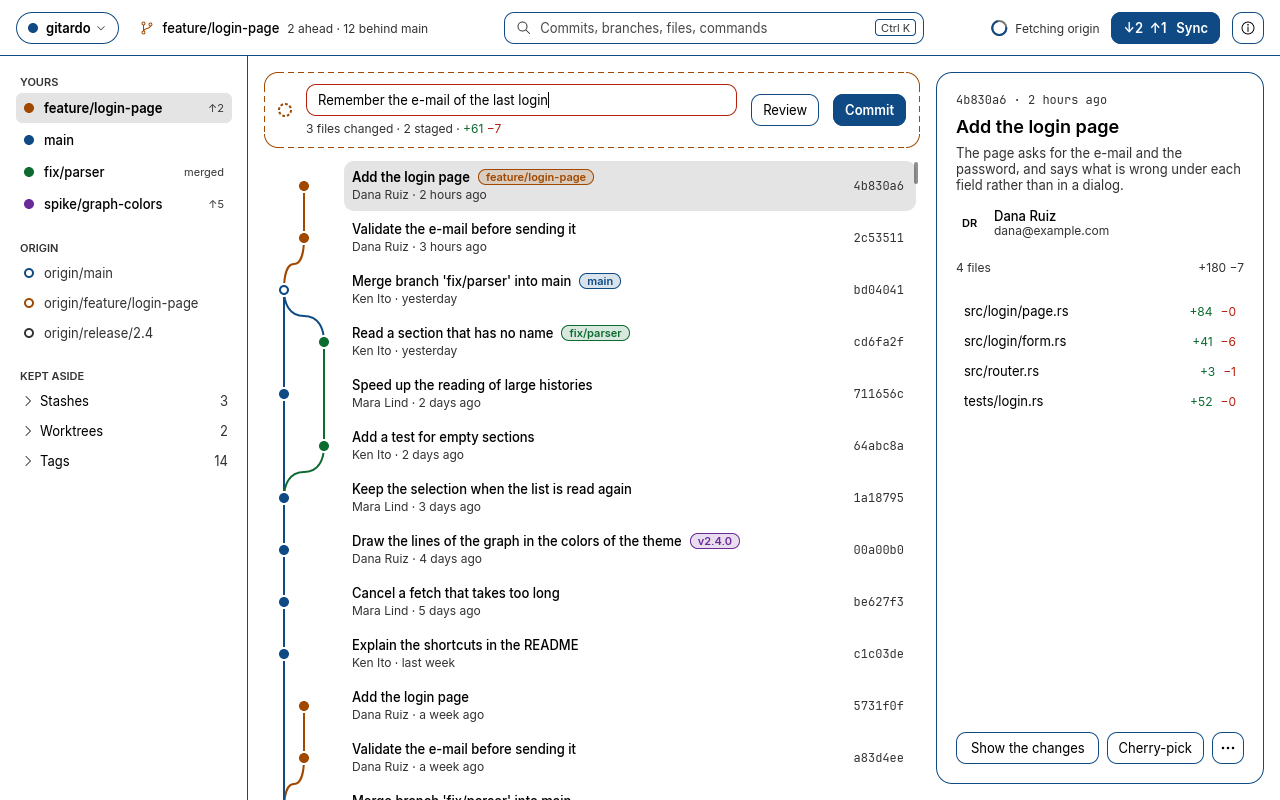 gitardo
feature/login-page 2 ahead · 12 behind main
Commits, branches, files, commands Ctrl K
Fetching origin
↓2 ↑1 Sync
YOURS
feature/login-page ↑2
main
fix/parser merged
spike/graph-colors ↑5
ORIGIN
origin/main
origin/feature/login-page
origin/release/2.4
KEPT ASIDE
Stashes 3
Worktrees 2
Tags 14
Remember the e-mail of the last login
3 files changed · 2 staged · +61 −7
Review
Commit
Add the login page feature/login-page
Dana Ruiz · 2 hours ago
4b830a6
Validate the e-mail before sending it
Dana Ruiz · 3 hours ago
2c53511
Merge branch 'fix/parser' into main main
Ken Ito · yesterday
bd04041
Read a section that has no name fix/parser
Ken Ito · yesterday
cd6fa2f
Speed up the reading of large histories
Mara Lind · 2 days ago
711656c
Add a test for empty sections
Ken Ito · 2 days ago
64abc8a
Keep the selection when the list is read again
Mara Lind · 3 days ago
1a18795
Draw the lines of the graph in the colors of the theme v2.4.0
Dana Ruiz · 4 days ago
00a00b0
Cancel a fetch that takes too long
Mara Lind · 5 days ago
be627f3
Explain the shortcuts in the README
Ken Ito · last week
c1c03de
Add the login page
Dana Ruiz · a week ago
5731f0f
Validate the e-mail before sending it
Dana Ruiz · a week ago
a83d4ee
Merge branch 'fix/parser' into main
4b830a6 · 2 hours ago
Add the login page
The page asks for the e-mail and the
password, and says what is wrong under each
field rather than in a dialog.
DR
Dana Ruiz
dana@example.com
4 files +180 −7
src/login/page.rs +84 −0
src/login/form.rs +41 −6
src/router.rs +3 −1
tests/login.rs +52 −0
Show the changes
Cherry-pick